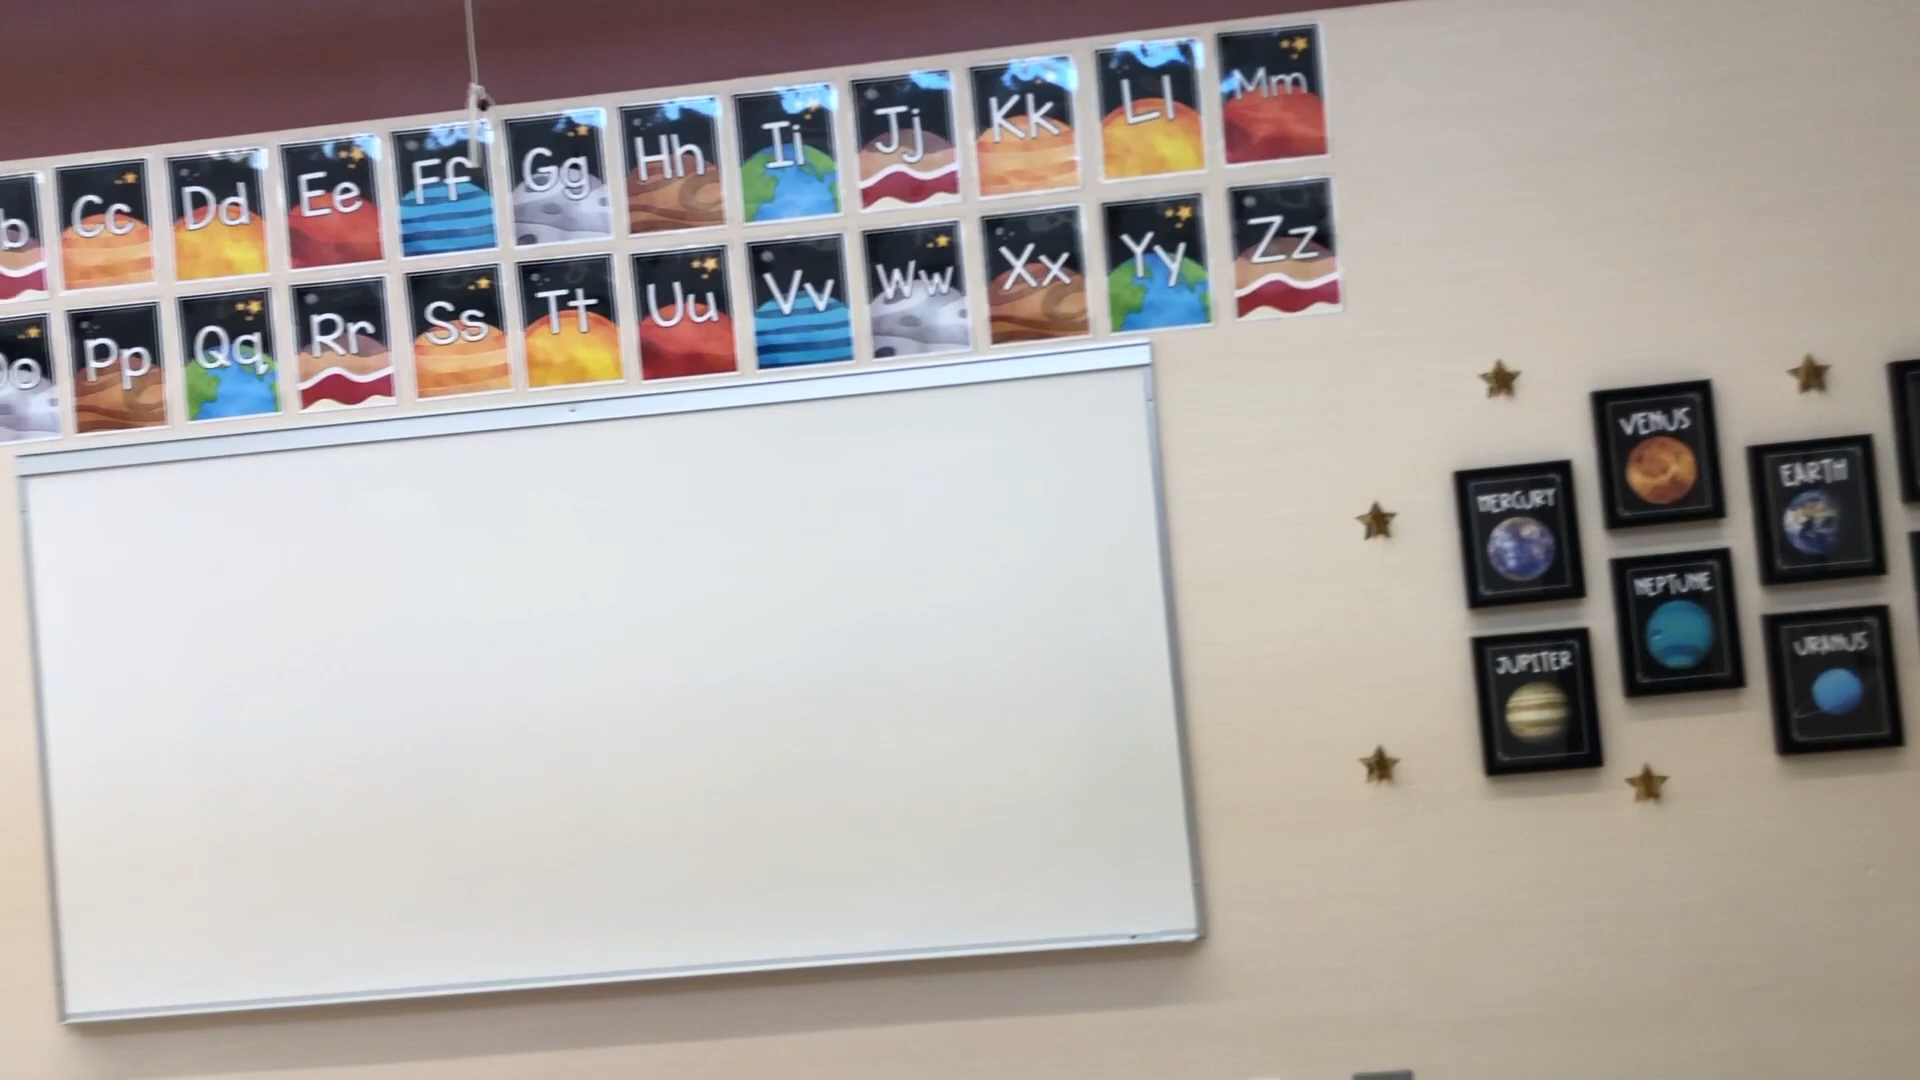 b Cc Dd Ee Ff Gg Hh Ii Jj Kk Ll Mm
Oo Pp Qq Rr Ss Tt Uu Vv Ww Xx Yy Zz
VENUS
EARTH
MERCURY
NEPTUNE
URANUS
JUPITER